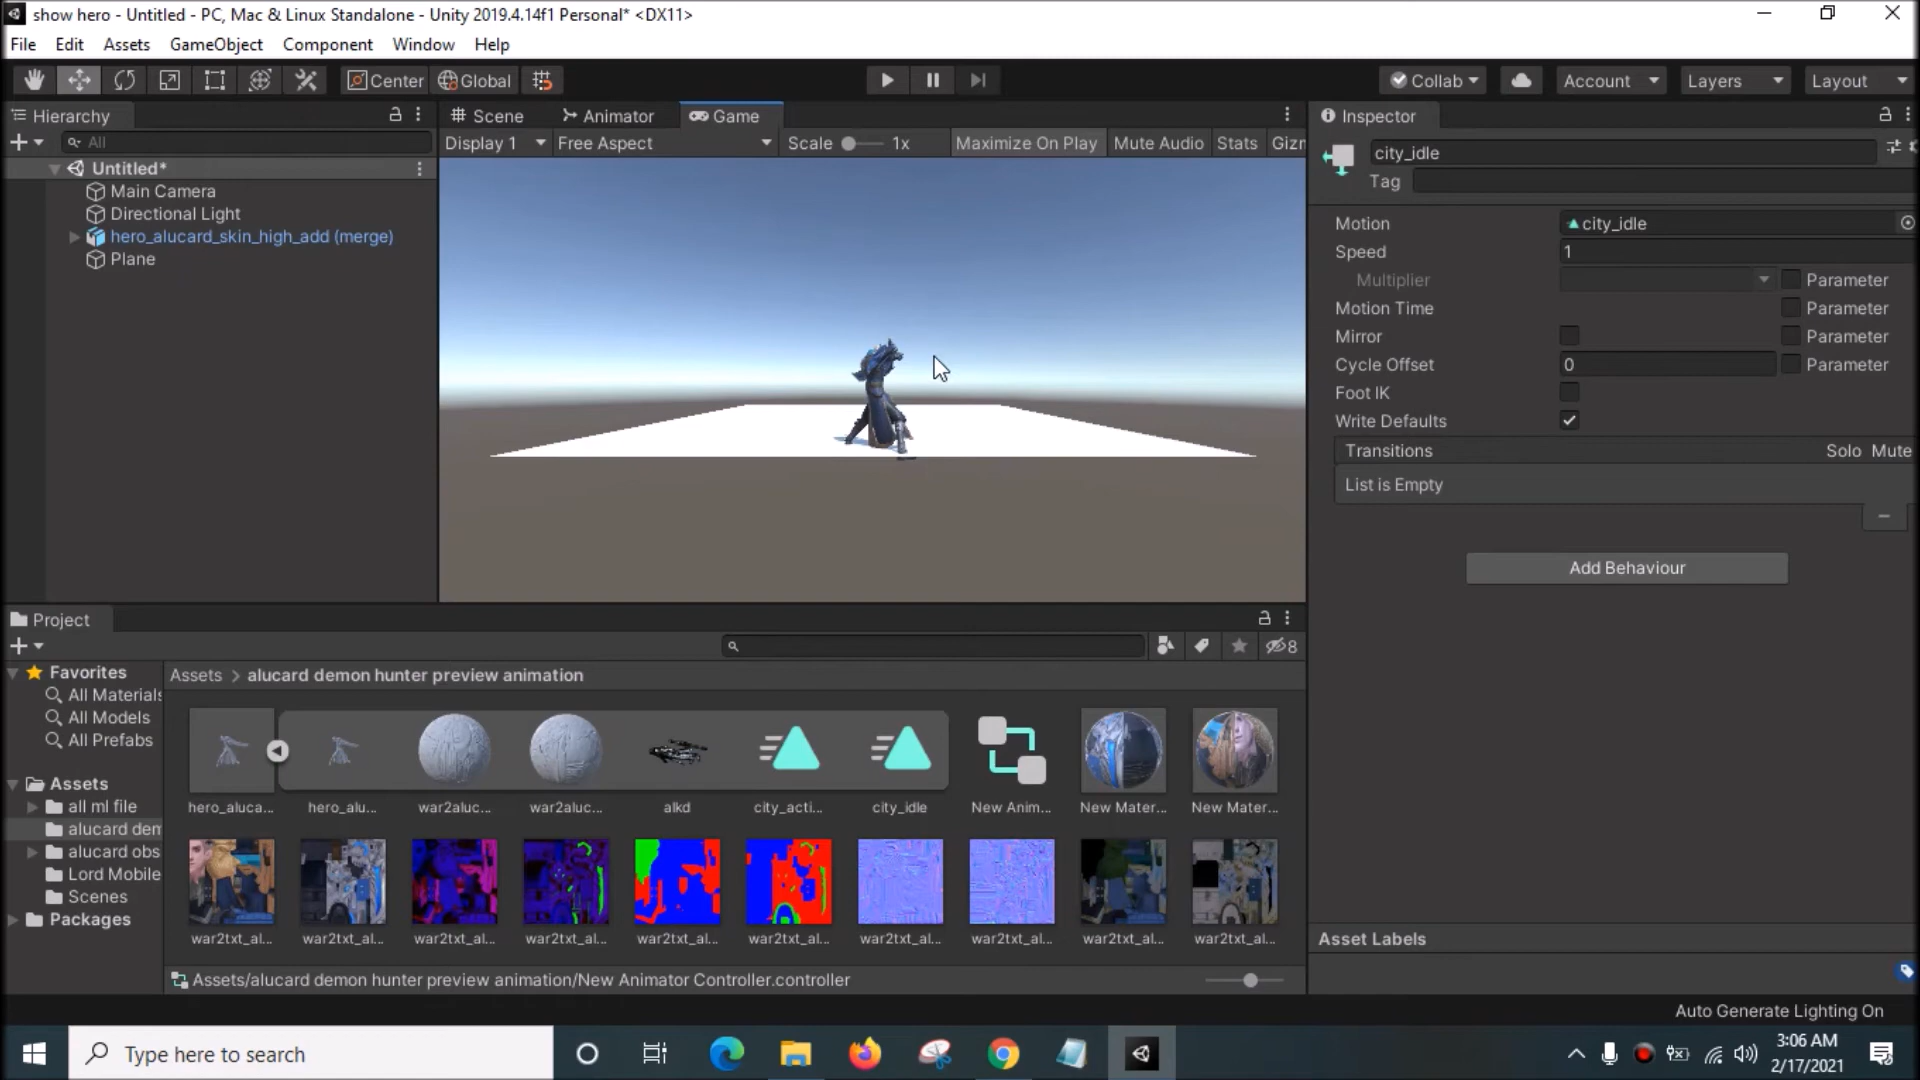 show hero - Untitled - PC, Mac & Linux Standalone - Unity 2019.4.14f1 Personal* <DX11>
File Edit Assets GameObject Component Window Help
Center Global Collab Account Layers Layout
Hierarchy
All
Untitled*
Main Camera
Directional Light
hero_alucard_skin_high_add (merge)
Plane
Scene Animator Game
Display 1 Free Aspect Scale 1x Maximize On Play Mute Audio Stats Gizm
Inspector
city_idle
Tag
Motion city_idle
Speed 1
Multiplier Parameter
Motion Time Parameter
Mirror Parameter
Cycle Offset 0 Parameter
Foot IK
Write Defaults
Transitions Solo Mute
List is Empty
Add Behaviour
Asset Labels
Project
8
Favorites
All Materials
All Models
All Prefabs
Assets
all ml file
alucard dem
alucard obs
Lord Mobile
Scenes
Packages
Assets > alucard demon hunter preview animation
hero_aluca... hero_alu... war2aluc... war2aluc... alkd city_acti... city_idle New Anim... New Mater... New Mater...
war2txt_al... war2txt_al... war2txt_al... war2txt_al... war2txt_al... war2txt_al... war2txt_al... war2txt_al... war2txt_al... war2txt_al...
Assets/alucard demon hunter preview animation/New Animator Controller.controller
Auto Generate Lighting On
Type here to search
3:06 AM
2/17/2021